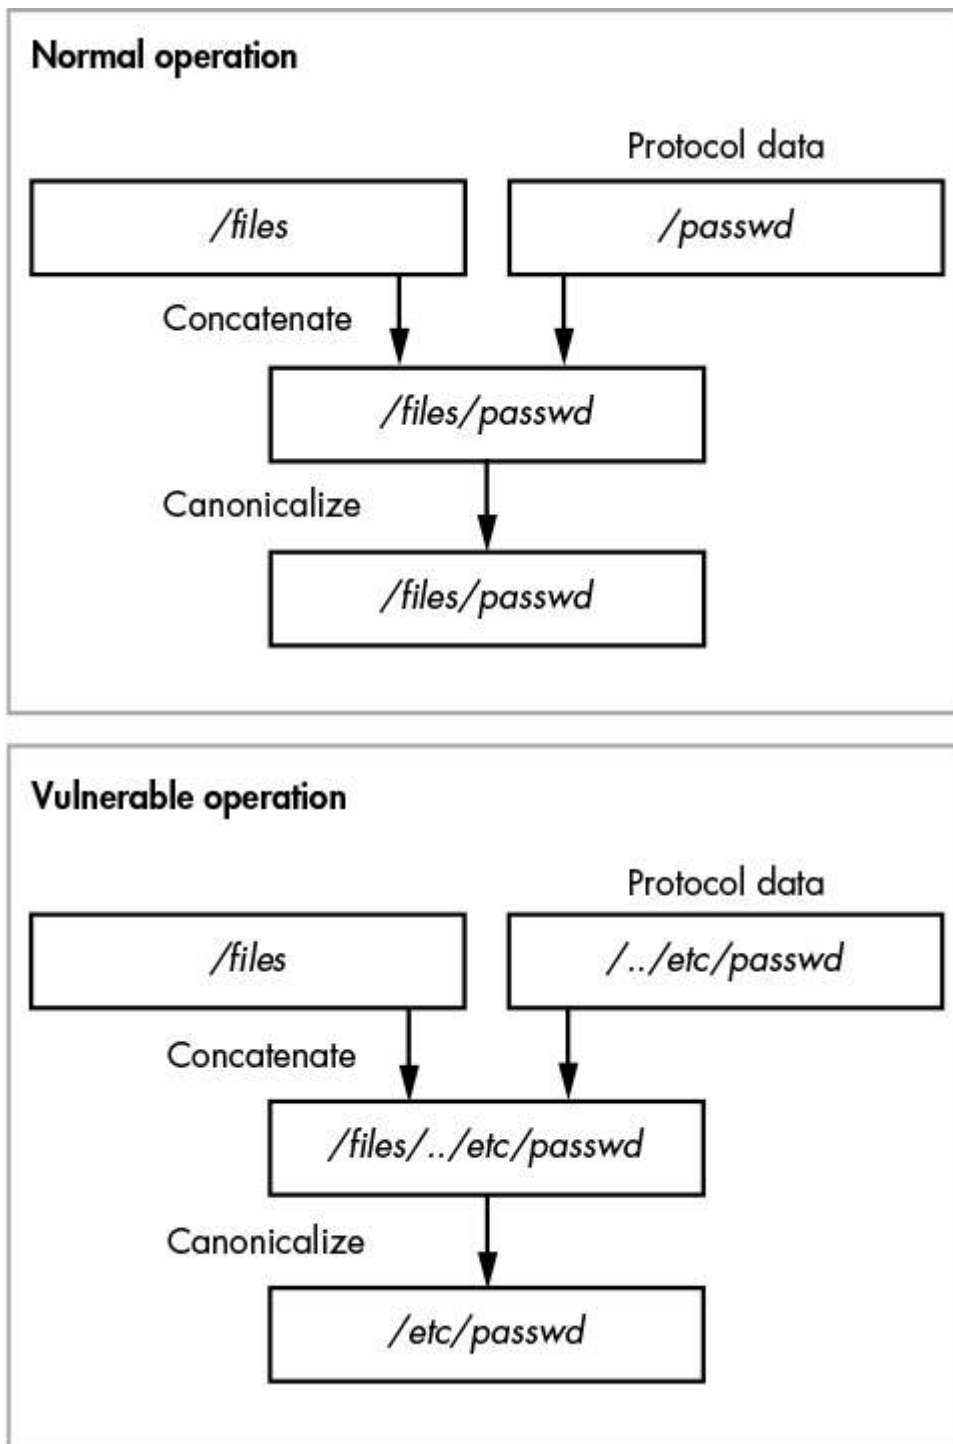 Normal operation
Protocol data
/files
/passwd
Concatenate
/files/passwd
Canonicalize
/files/passwd
Vulnerable operation
Protocol data
/files
/../etc/passwd
Concatenate
/files/../etc/passwd
Canonicalize
/etc/passwd